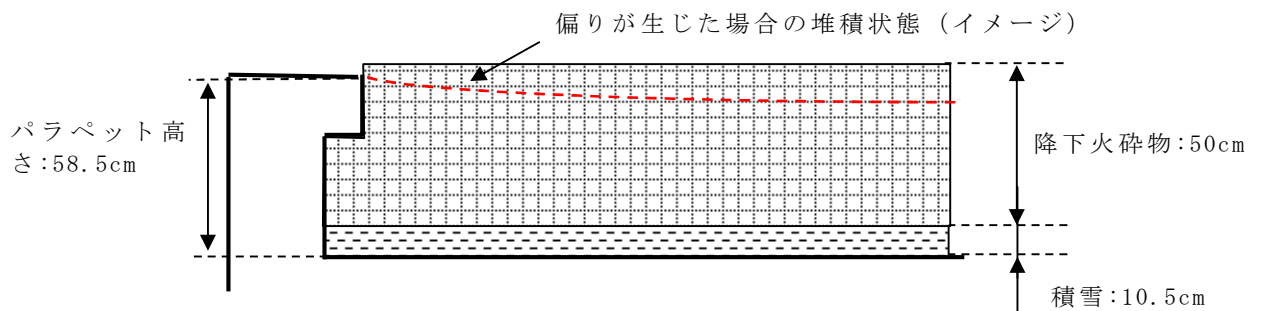 偏りが生じた場合の堆積状態（イメージ）
パラペット高
さ:58.5cm
降下火砕物:50cm
積雪:10.5cm